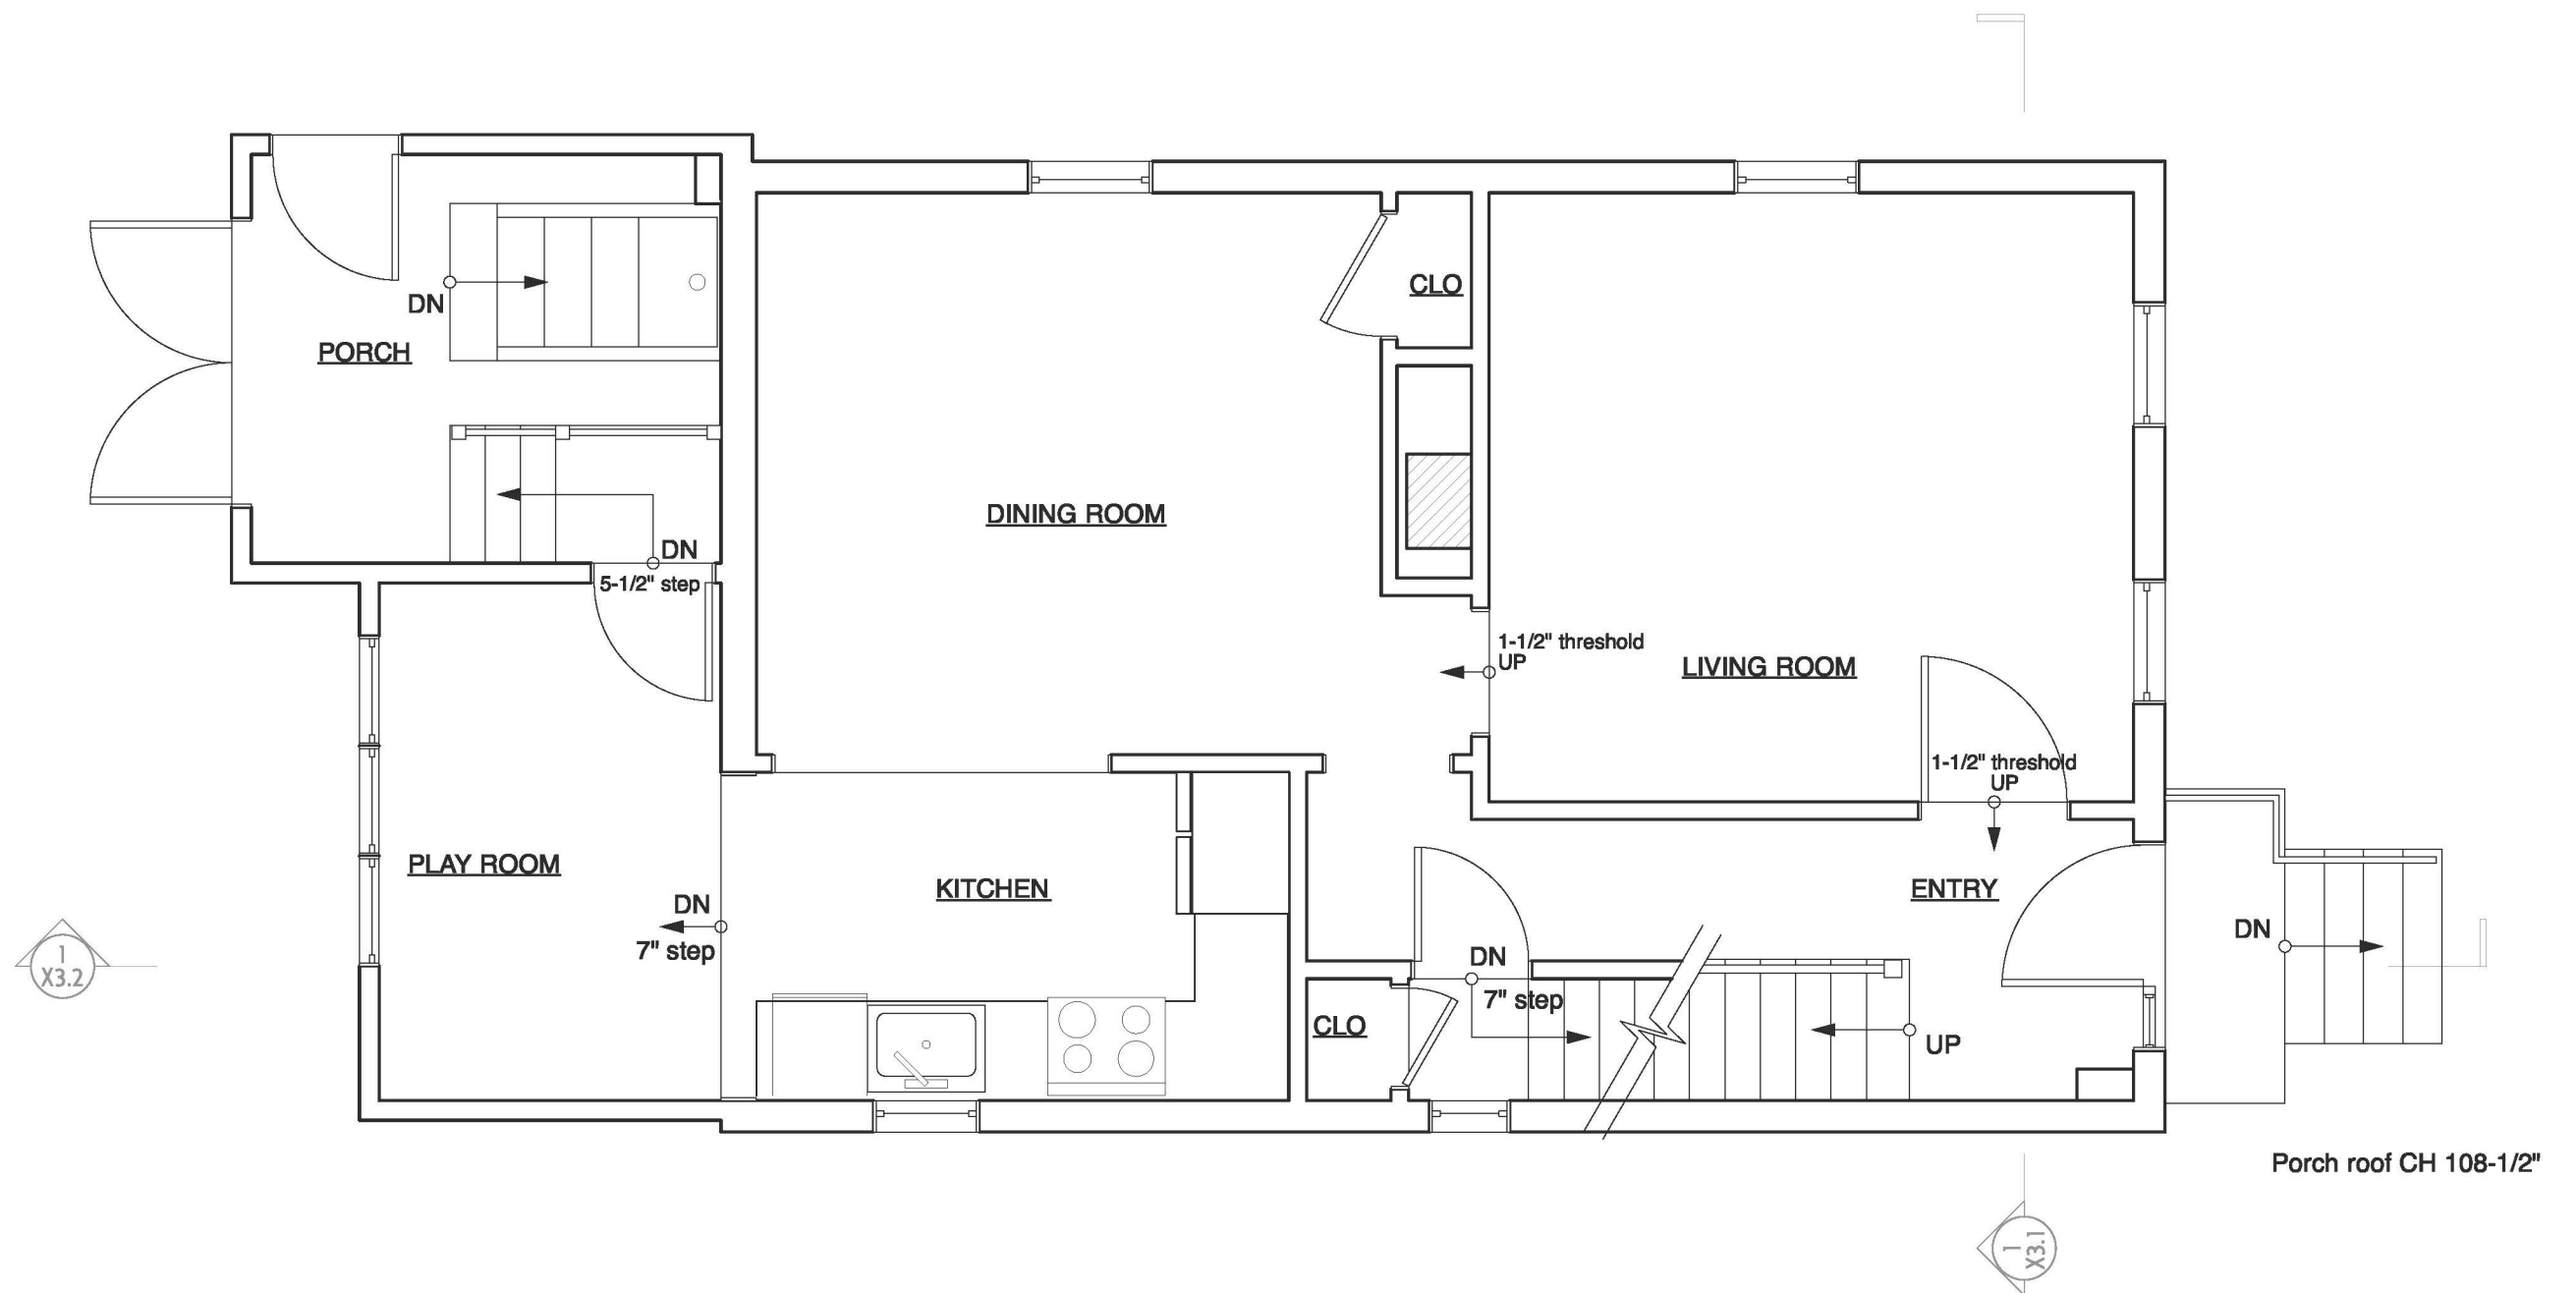 CLO
DN
PORCH
DINING ROOM
DN
5-1/2" step
1-1/2" threshold
UP
LIVING ROOM
1-1/2" threshold
UP
PLAY ROOM
KITCHEN
ENTRY
DN
7" step
DN
DN
7" step
1
X3.2
CLO
UP
Porch roof CH 108-1/2"
1
X3.1